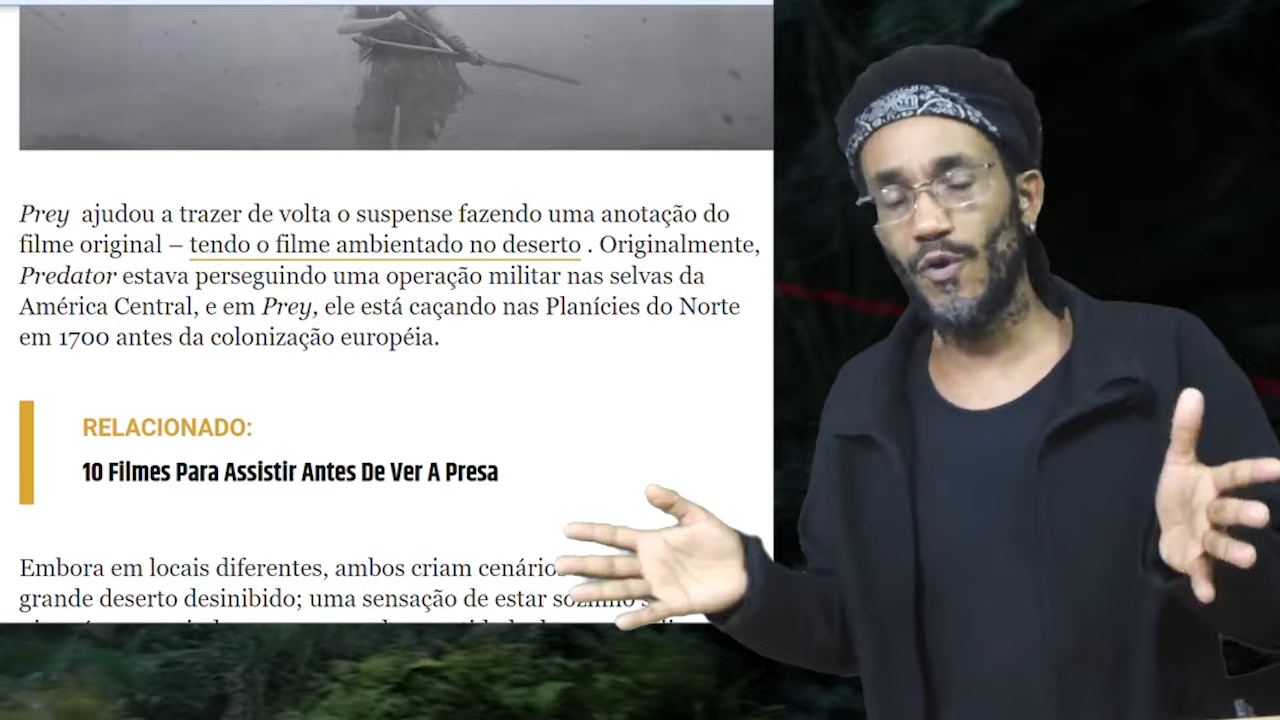 Prey ajudou a trazer de volta o suspense fazendo uma anotação do
filme original – tendo o filme ambientado no deserto . Originalmente,
Predator estava perseguindo uma operação militar nas selvas da
América Central, e em Prey, ele está caçando nas Planícies do Norte
em 1700 antes da colonização européia.
RELACIONADO:
10 Filmes Para Assistir Antes De Ver A Presa
Embora em locais diferentes, ambos criam cenário
grande deserto desinibido; uma sensação de estar sozinho